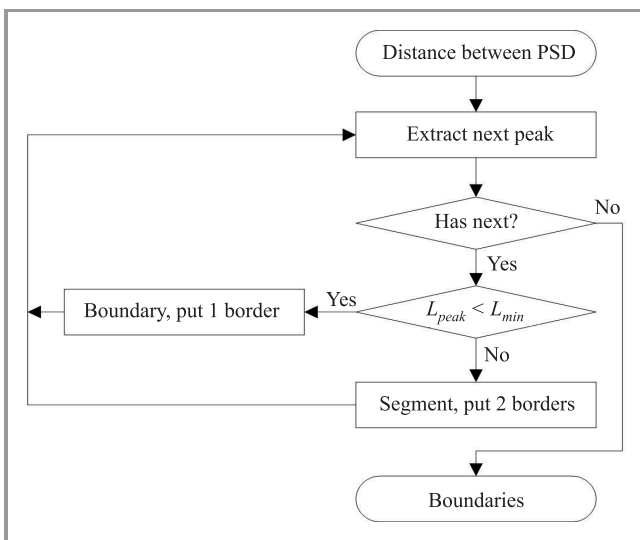 Distance between PSD
Extract next peak
Has next?
No
Yes
L_peak < L_min
Yes
Boundary, put 1 border
No
Segment, put 2 borders
Boundaries